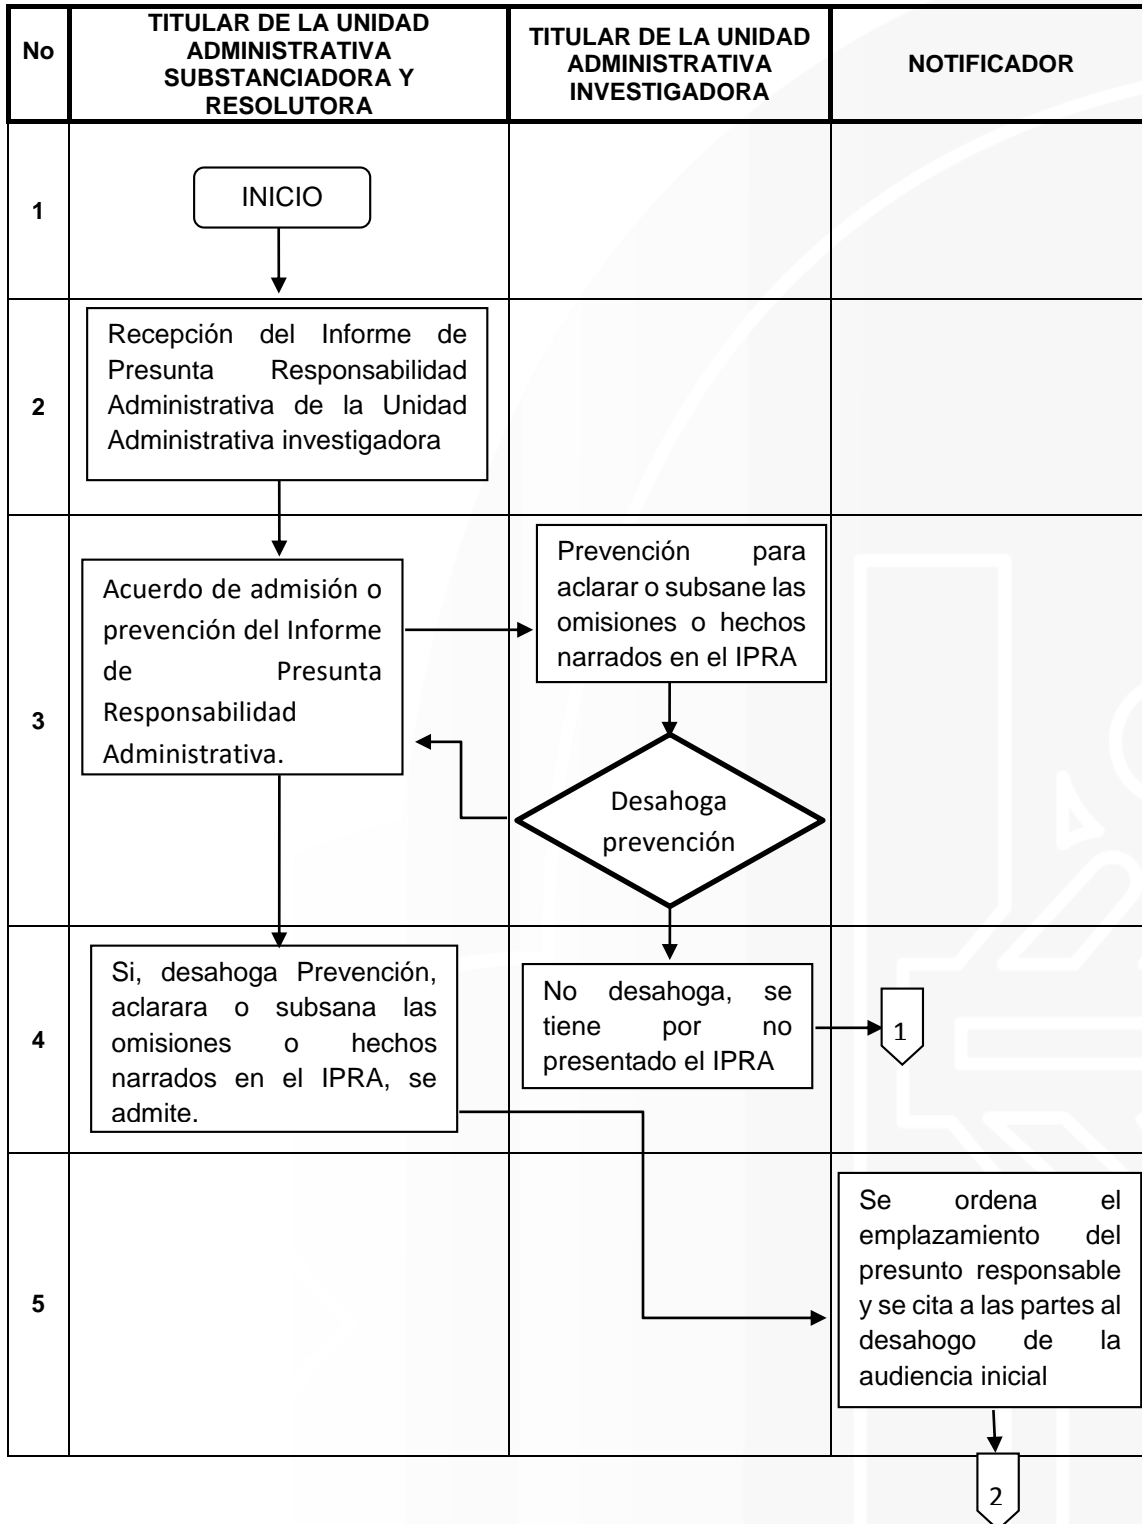 No
TITULAR DE LA UNIDAD
ADMINISTRATIVA
SUBSTANCIADORA Y
RESOLUTORA
TITULAR DE LA UNIDAD
ADMINISTRATIVA
INVESTIGADORA
NOTIFICADOR
1
INICIO
2
Recepción del Informe de
Presunta Responsabilidad
Administrativa de la Unidad
Administrativa investigadora
3
Acuerdo de admisión o
prevención del Informe
de Presunta
Responsabilidad
Administrativa.
Prevención para
aclarar o subsane las
omisiones o hechos
narrados en el IPRA
Desahoga
prevención
4
Si, desahoga Prevención,
aclarara o subsana las
omisiones o hechos
narrados en el IPRA, se
admite.
No desahoga, se
tiene por no
presentado el IPRA
1
5
Se ordena el
emplazamiento del
presunto responsable
y se cita a las partes al
desahogo de la
audiencia inicial
2